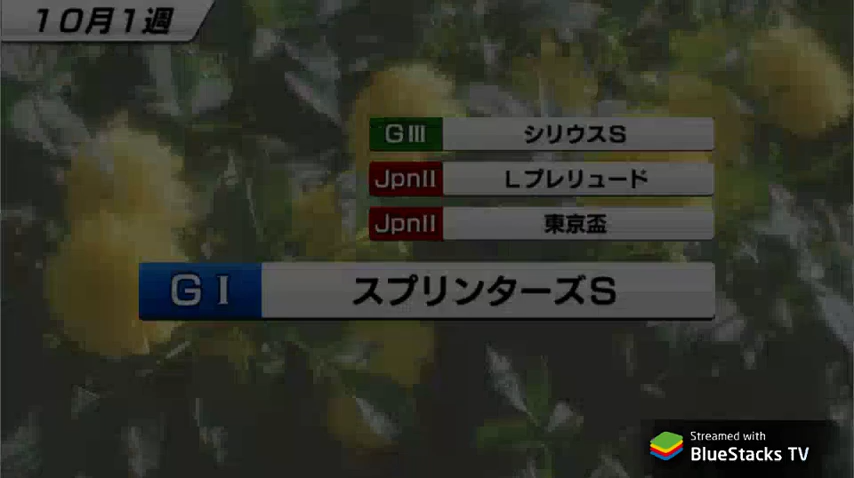 10月1週
GⅢ シリウスS
JpnⅡ Lプレリュード
JpnⅡ 東京盃
GⅠ スプリンターズS
Streamed with
BlueStacks TV